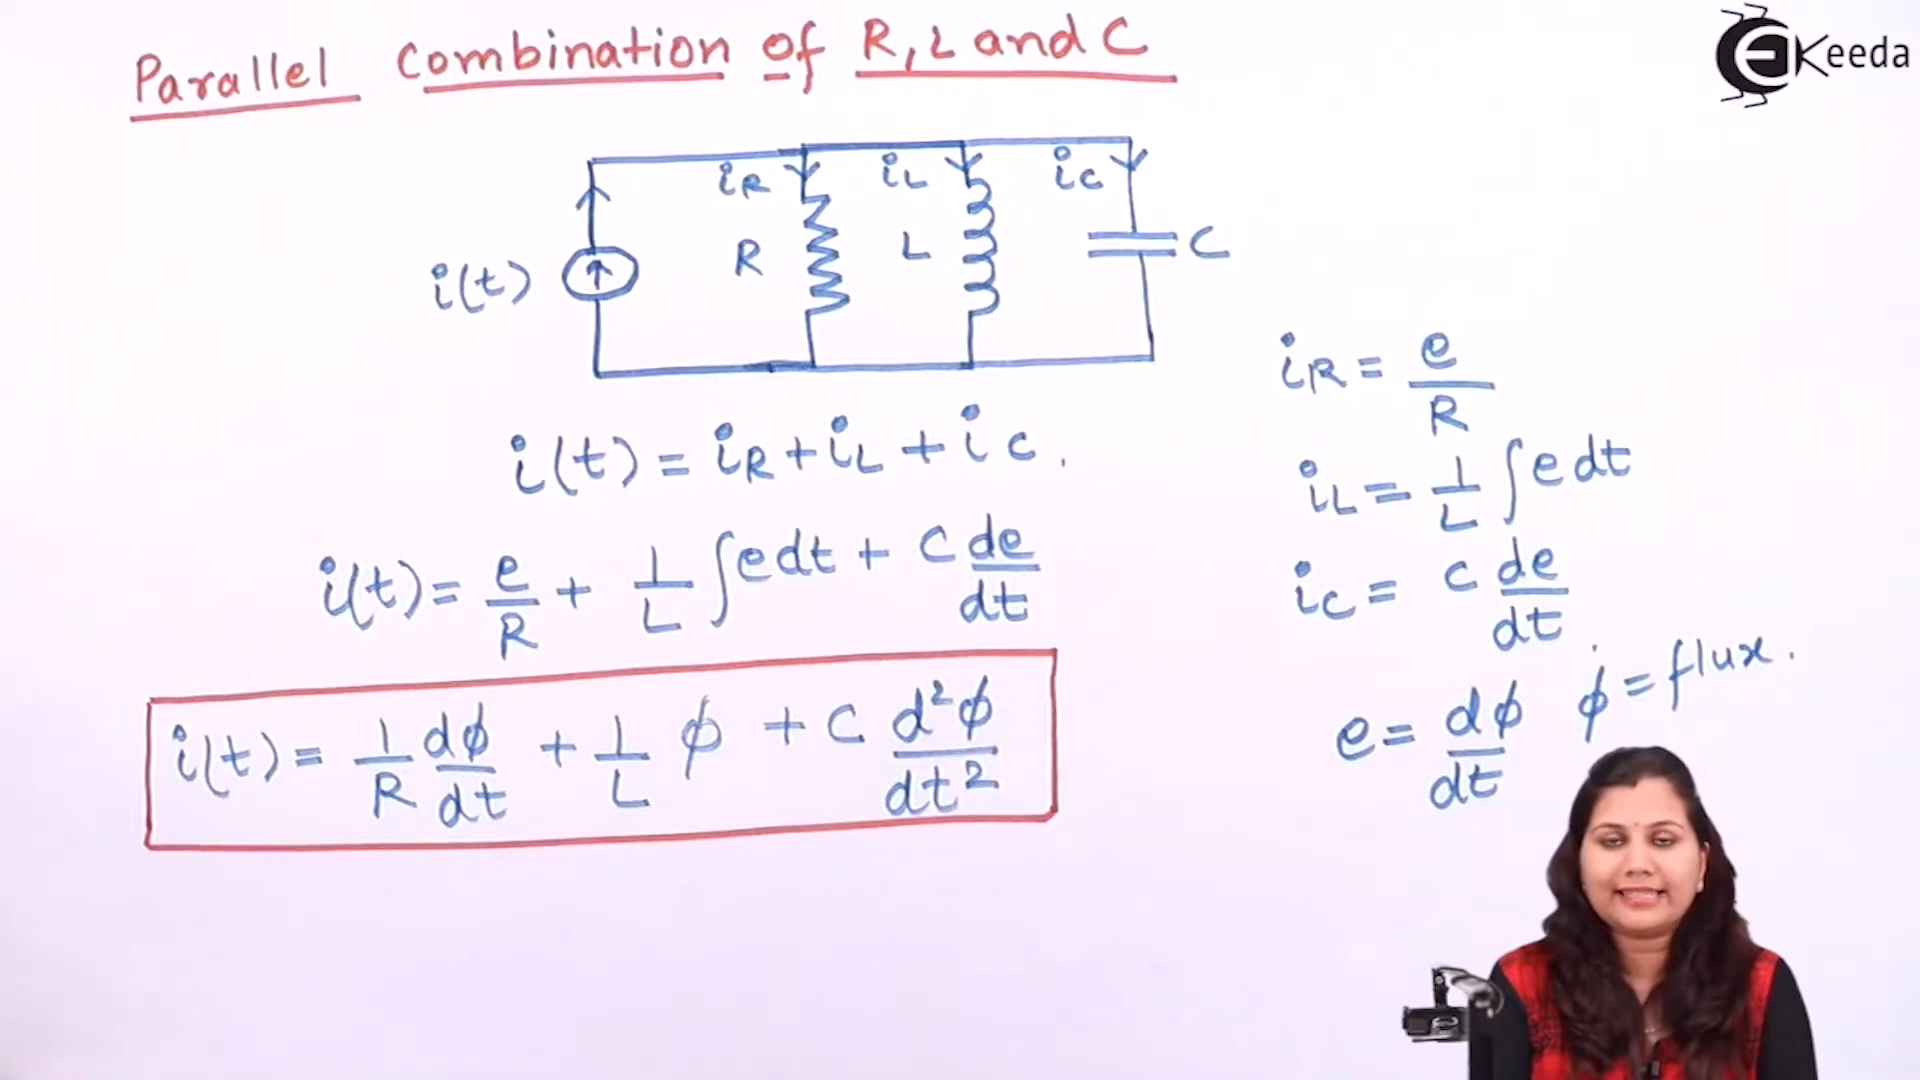 Parallel Combination of R, L and C
EKeeda
iR iL iC
i(t) R L C
i(t) = iR + iL + iC.
i(t) = e/R + 1/L ∫e dt + C de/dt
i(t) = 1/R dϕ/dt + 1/L ϕ + C d²ϕ/dt²
iR = e/R
iL = 1/L ∫e dt
iC = C de/dt
e = dϕ/dt ϕ = flux.